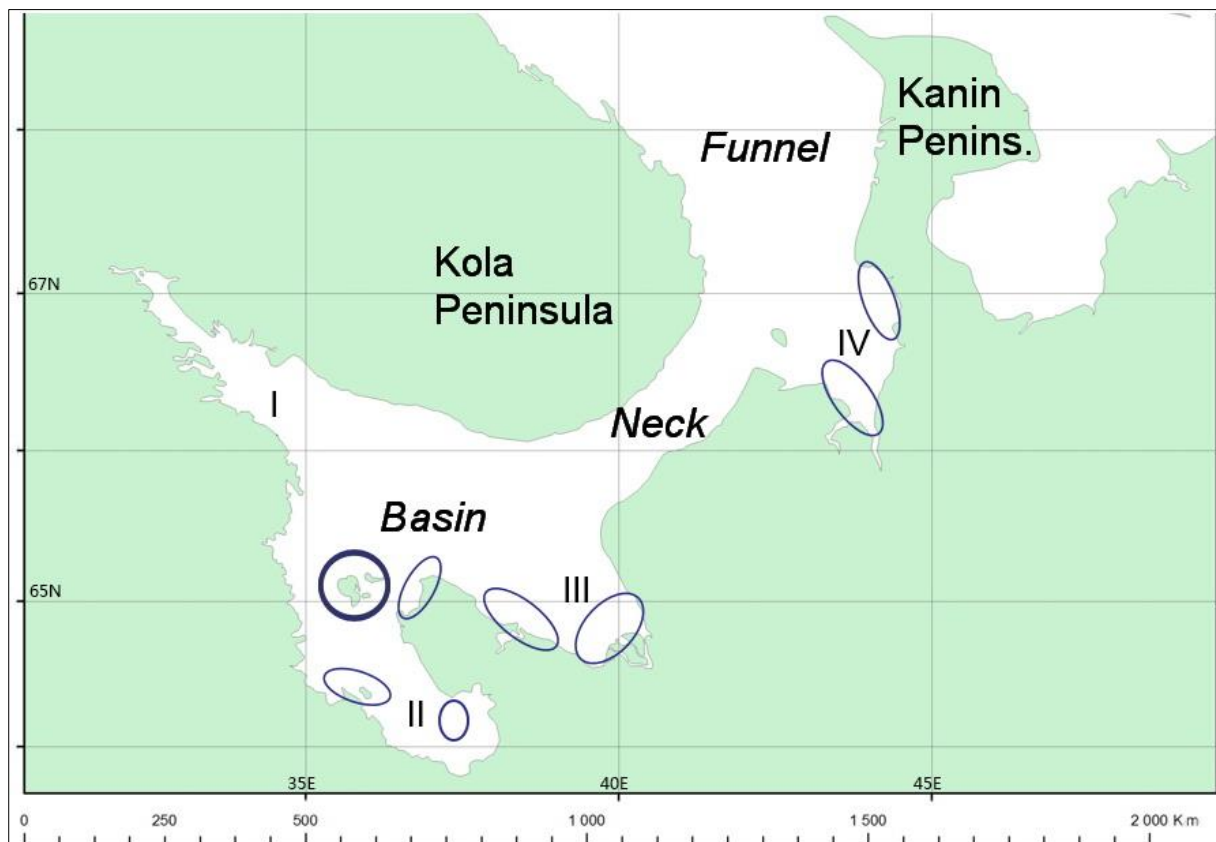 Kanin
Penins.
Funnel
Kola
Peninsula
67N
IV
I
Neck
Basin
65N
III
II
35E
40E
45E
0 250 500 1 000 1 500 2 000 K m